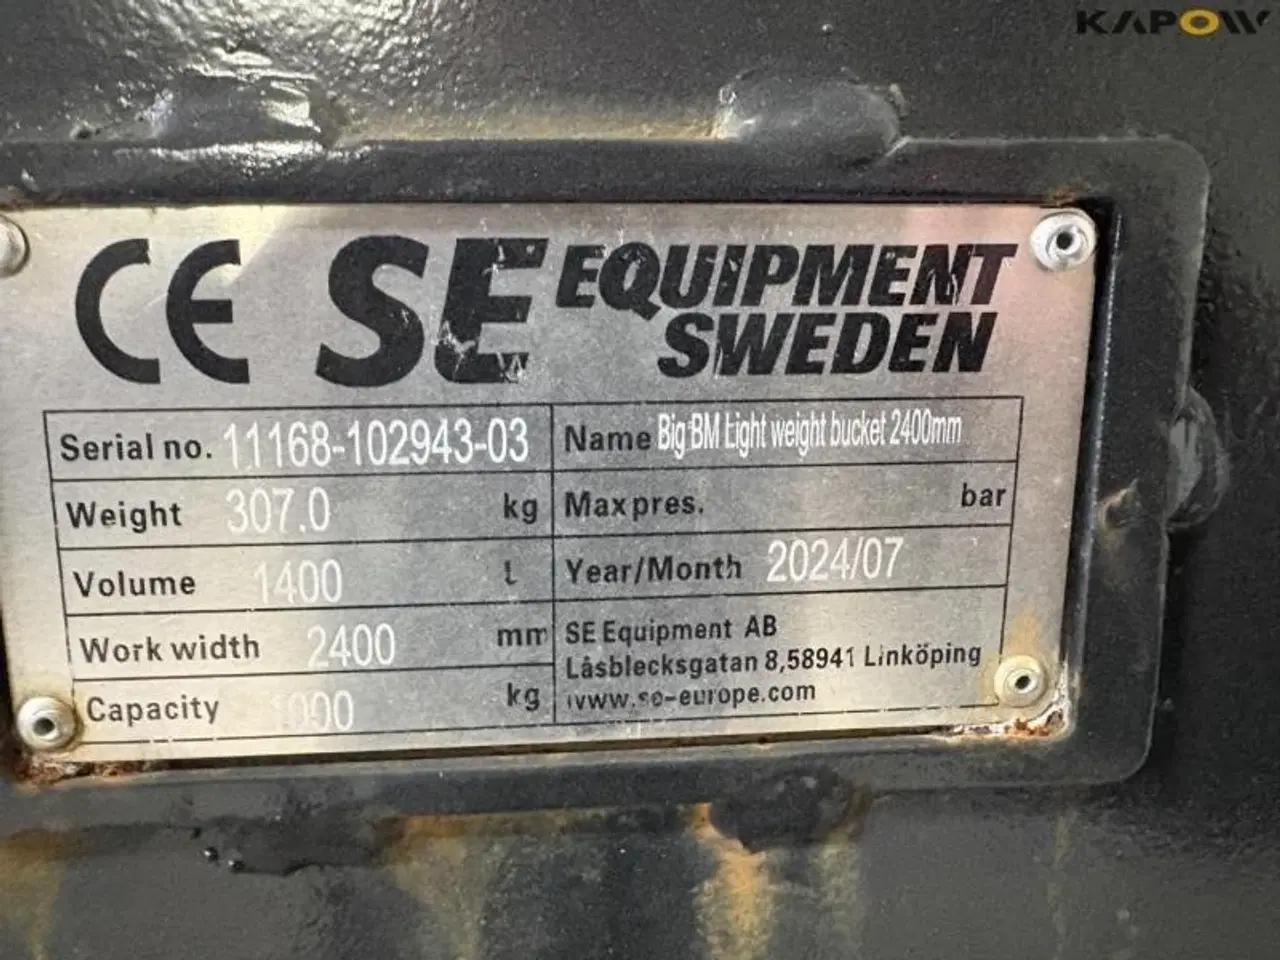 KAPOW
CE SE EQUIPMENT
SWEDEN
Serial no. 11168-102943-03
Name Big BM Light weight bucket 2400mm
Weight 307.0 kg
Max pres. bar
Volume 1400 l
Year/Month 2024/07
Work width 2400 mm
SE Equipment AB
Låsblecksgatan 8,58941 Linköping
Capacity kg
www.se-europe.com